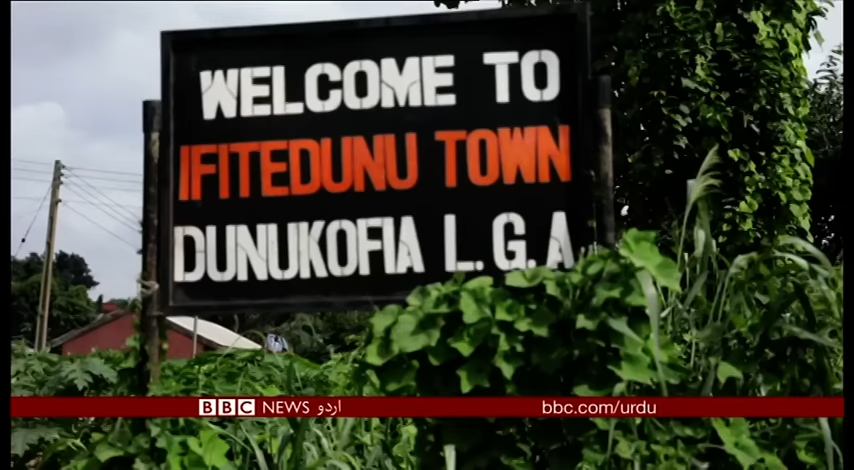 WELCOME TO
IFITEDUNU TOWN
DUNUKOFIA L.G.A
BBC NEWS اردو
bbc.com/urdu